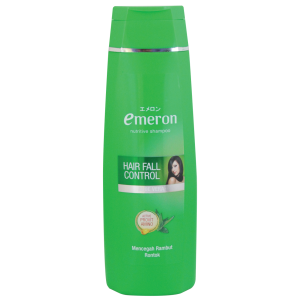 エメロン
emeron
nutritive shampoo
HAIR FALL
CONTROL
Mencegah Rambut
Rontok